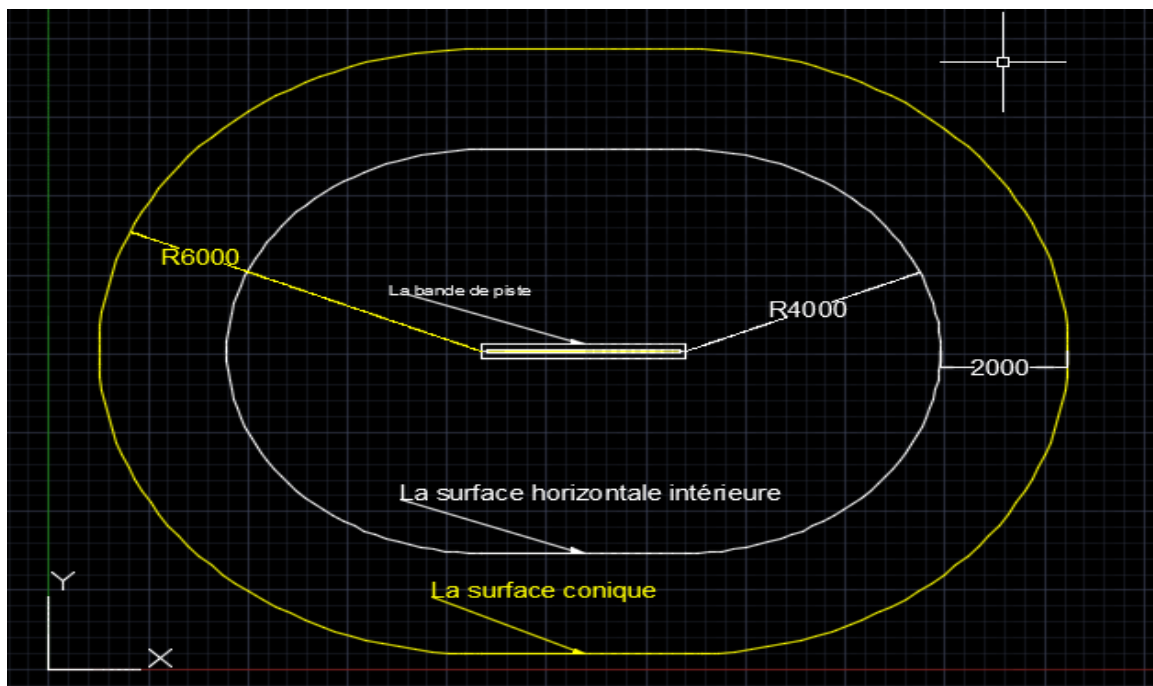 R6000
La bande de piste
R4000
2000
La surface horizontale intérieure
La surface conique
Y
X